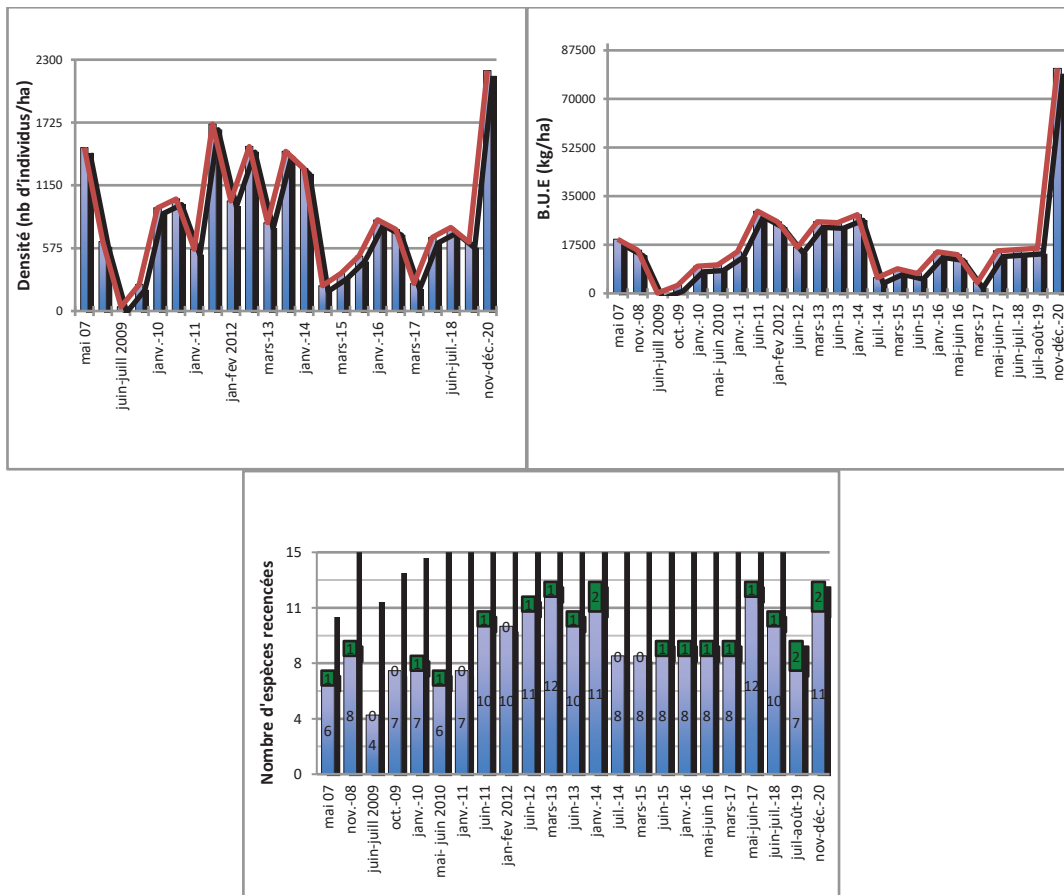 Densité (nb d'individus/ha)
2300
1725
1150
575
0
mai 07
juin-juill 2009
janv.-10
janv.-11
jan-fev 2012
mars-13
janv.-14
mars-15
janv.-16
mars-17
juin-juil.-18
nov-déc.-20
B.U.E (kg/ha)
87500
70000
52500
35000
17500
0
mai 07
nov.-08
juin-juill 2009
oct.-09
janv.-10
mai- juin 2010
janv.-11
juin-11
jan-fev 2012
juin-12
mars-13
juin-13
janv.-14
juil.-14
mars-15
juin-15
janv.-16
mai-juin 16
mars-17
mai-juin-17
juin-juil.-18
juil-août-19
nov-déc.-20
Nombre d'espèces recencées
15
11
8
4
0
1 1 0 0 1 1 0 1 0 1 1 1 2 0 0 1 1 1 1 1 1 2 2
6 8 4 7 7 6 7 10 10 11 12 10 11 8 8 8 8 8 8 12 10 7 11
mai 07
nov.-08
juin-juill 2009
oct.-09
janv.-10
mai- juin 2010
janv.-11
juin-11
jan-fev 2012
juin-12
mars-13
juin-13
janv.-14
juil.-14
mars-15
juin-15
janv.-16
mai-juin 16
mars-17
mai-juin-17
juin-juil.-18
juil-août-19
nov-déc.-20